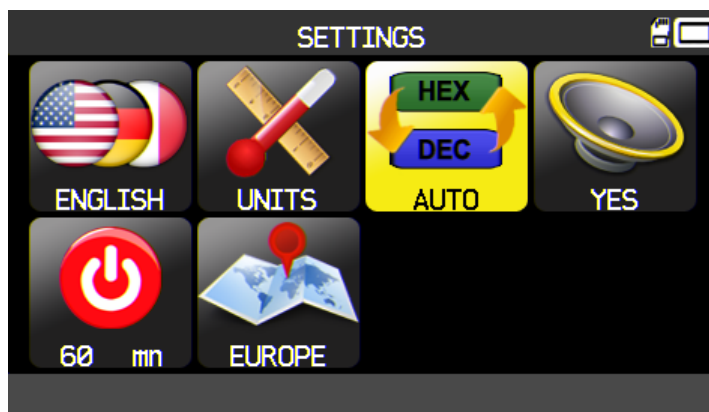 SETTINGS
HEX
DEC
ENGLISH UNITS AUTO YES
60 mn EUROPE